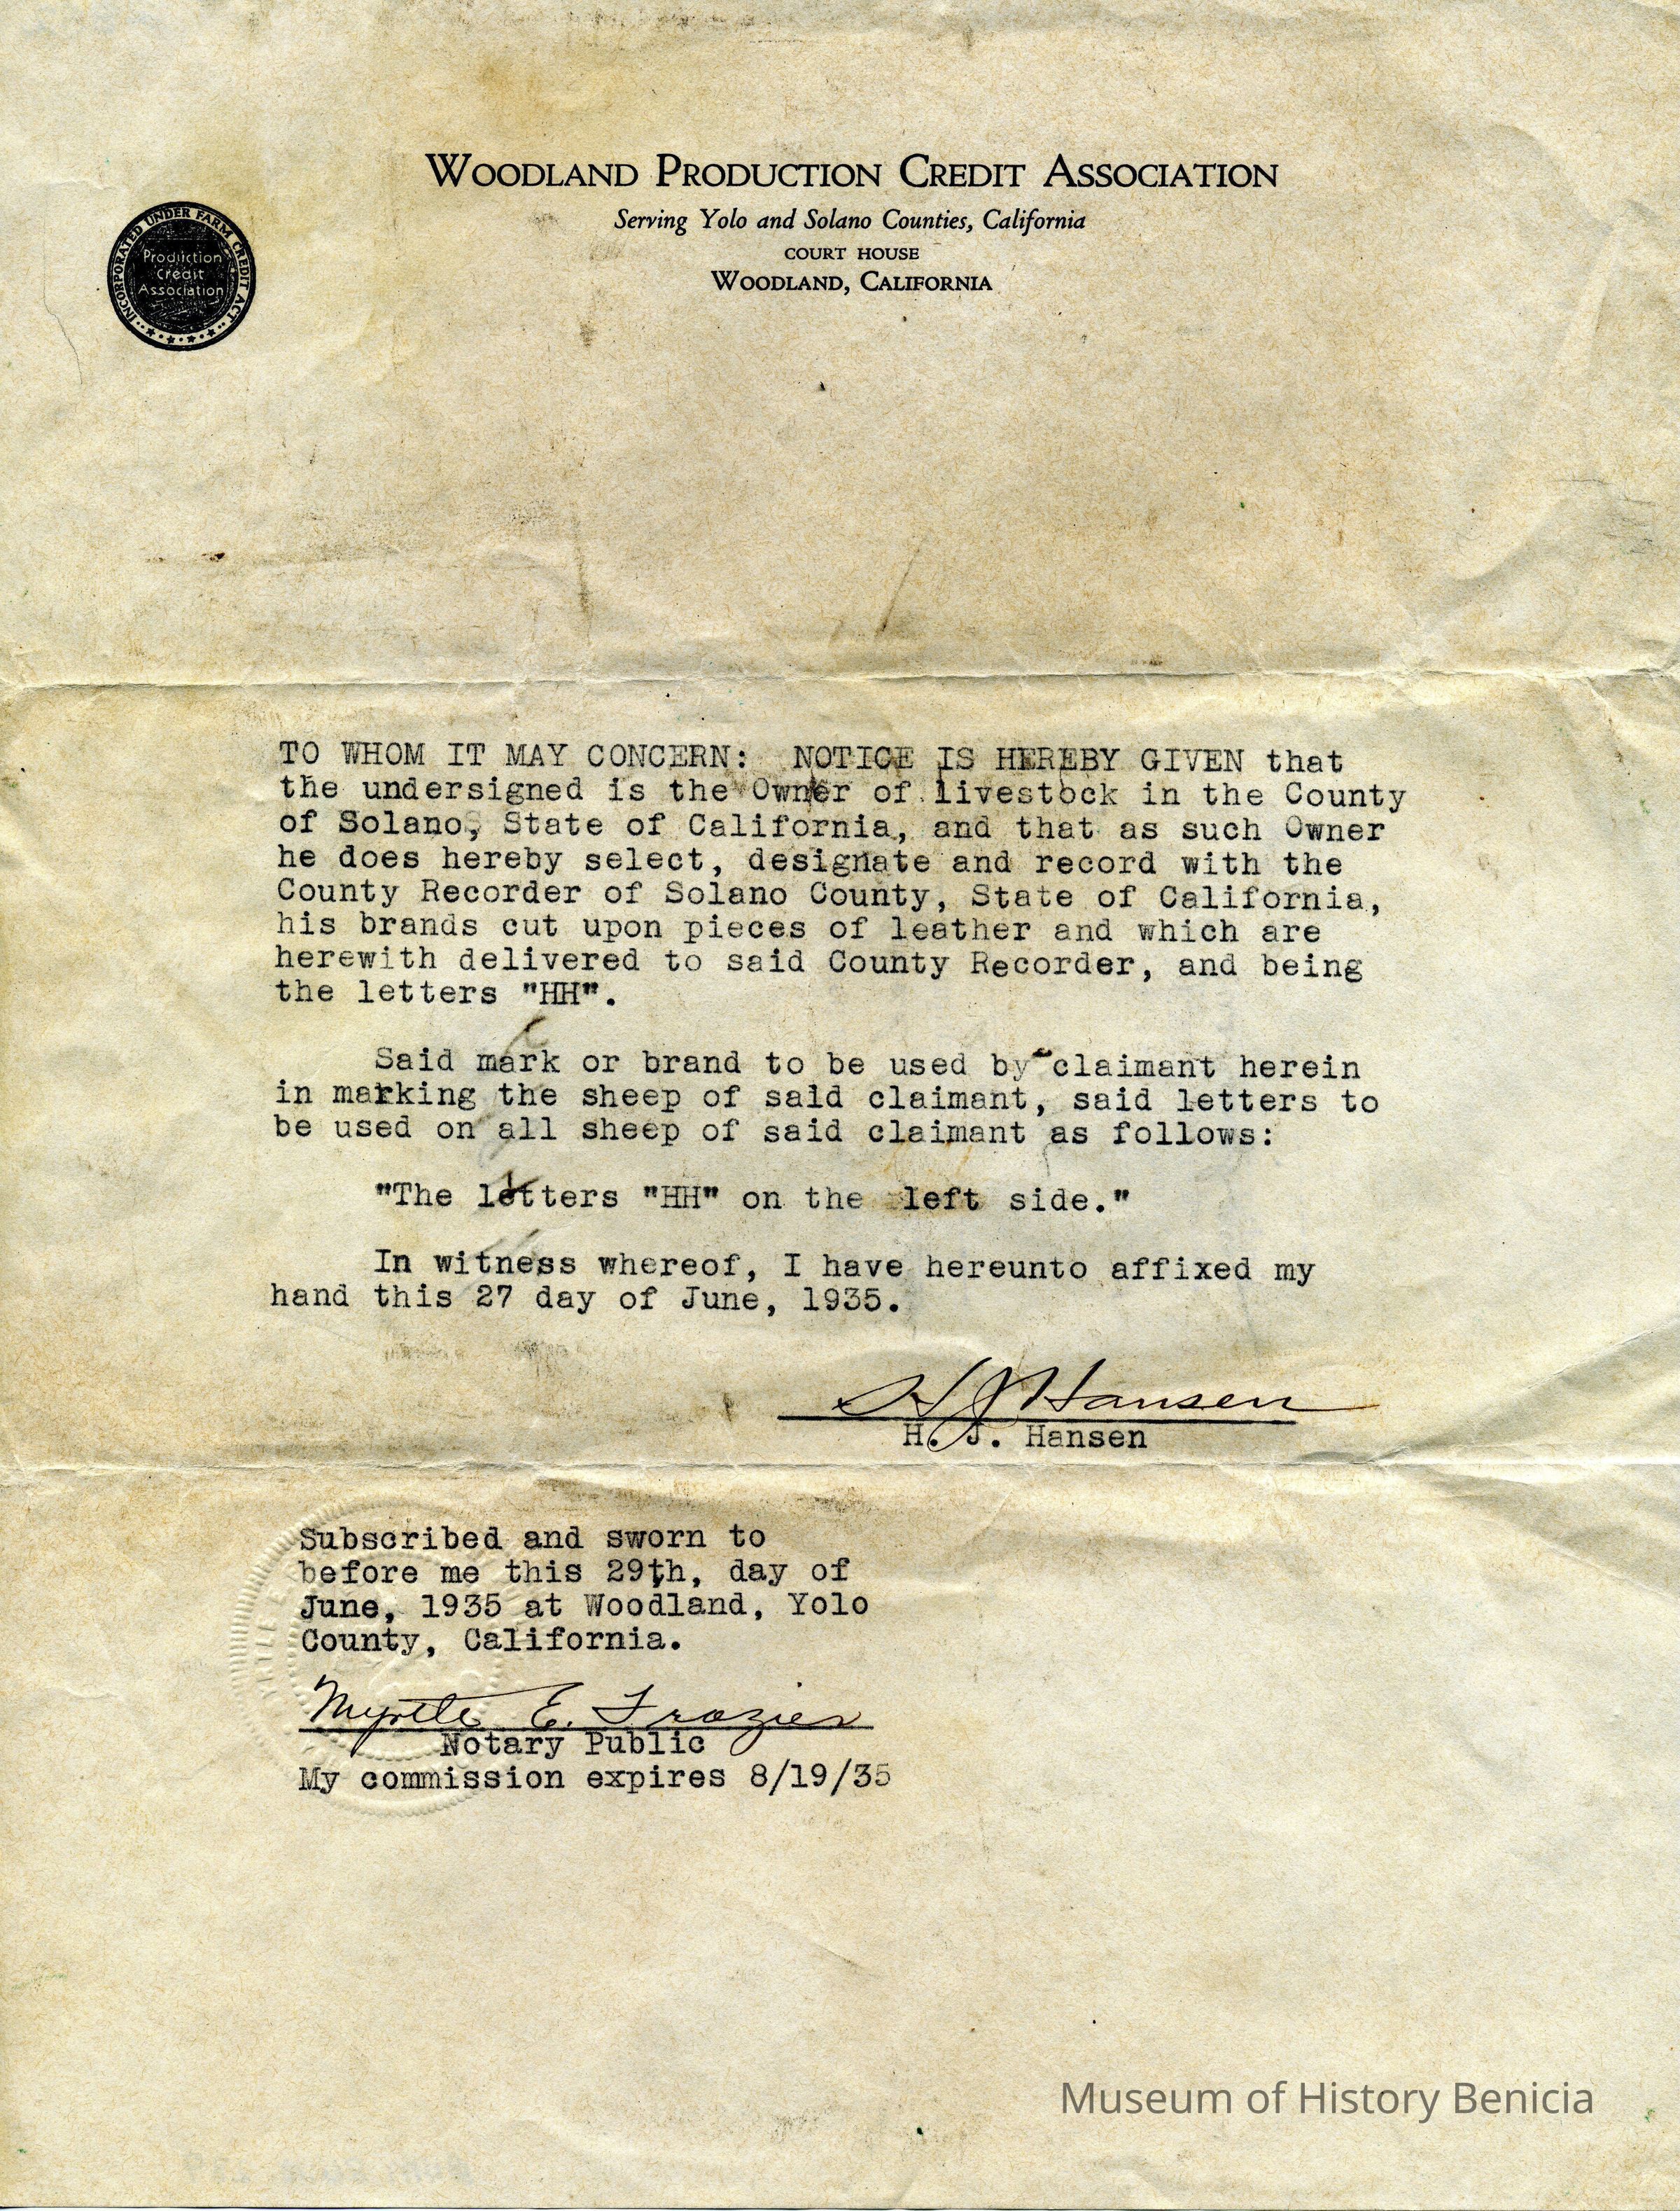 WOODLAND PRODUCTION CREDIT ASSOCIATION
Serving Yolo and Solano Counties, California
COURT HOUSE
WOODLAND, CALIFORNIA
INCORPORATED UNDER FARM CREDIT ACT
Production
Credit
Association
TO WHOM IT MAY CONCERN: NOTICE IS HEREBY GIVEN that
the undersigned is the Owner of livestock in the County
of Solano, State of California, and that as such Owner
he does hereby select, designate and record with the
County Recorder of Solano County, State of California,
his brands cut upon pieces of leather and which are
herewith delivered to said County Recorder, and being
the letters "HH".
Said mark or brand to be used by claimant herein
in marking the sheep of said claimant, said letters to
be used on all sheep of said claimant as follows:
"The letters "HH" on the left side."
In witness whereof, I have hereunto affixed my
hand this 27 day of June, 1935.
H J Hansen
H. J. Hansen
Subscribed and sworn to
before me this 29th, day of
June, 1935 at Woodland, Yolo
County, California.
Myrtle E. Frazier
Notary Public
My commission expires 8/19/35
Museum of History Benicia